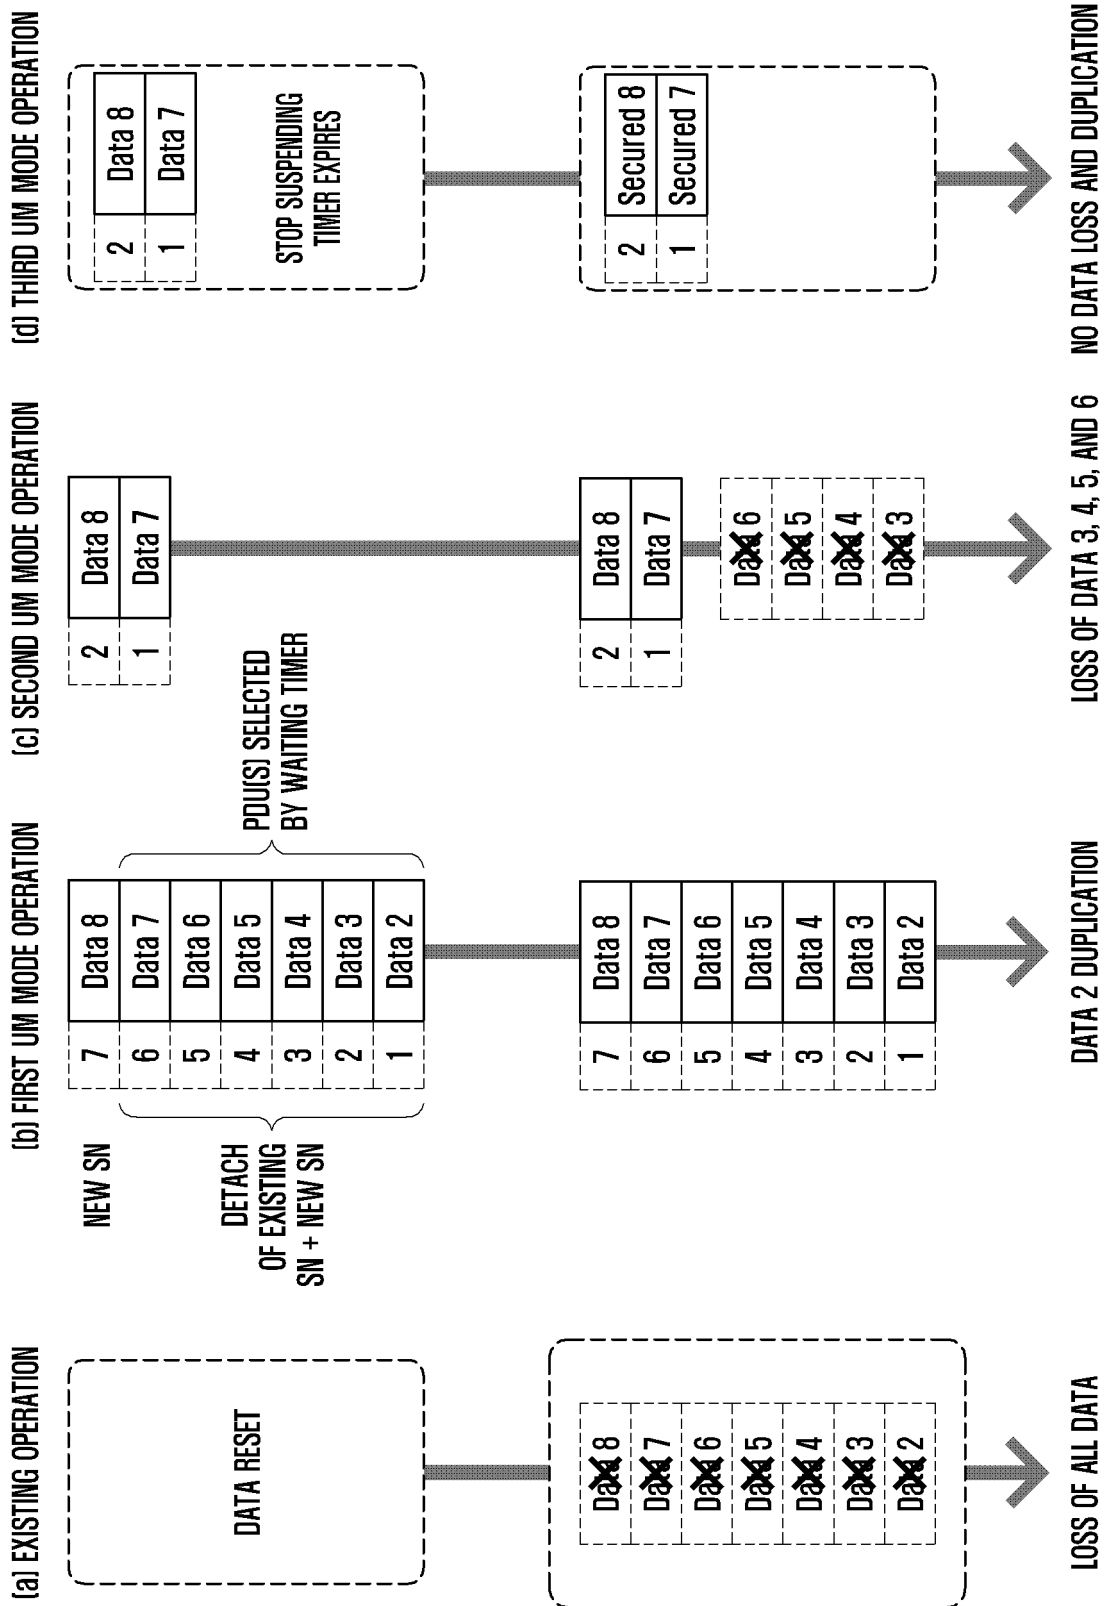 (a) EXISTING OPERATION
DATA RESET
Data 8
Data 7
Data 6
Data 5
Data 4
Data 3
Data 2
LOSS OF ALL DATA
(b) FIRST UM MODE OPERATION
NEW SN
DETACH
OF EXISTING
SN + NEW SN
7 Data 8
6 Data 7
5 Data 6
4 Data 5
3 Data 4
2 Data 3
1 Data 2
PDU(S) SELECTED
BY WAITING TIMER
7 Data 8
6 Data 7
5 Data 6
4 Data 5
3 Data 4
2 Data 3
1 Data 2
DATA 2 DUPLICATION
(c) SECOND UM MODE OPERATION
2 Data 8
1 Data 7
2 Data 8
1 Data 7
Data 6
Data 5
Data 4
Data 3
LOSS OF DATA 3, 4, 5, AND 6
(d) THIRD UM MODE OPERATION
2 Data 8
1 Data 7
STOP SUSPENDING
TIMER EXPIRES
2 Secured 8
1 Secured 7
NO DATA LOSS AND DUPLICATION